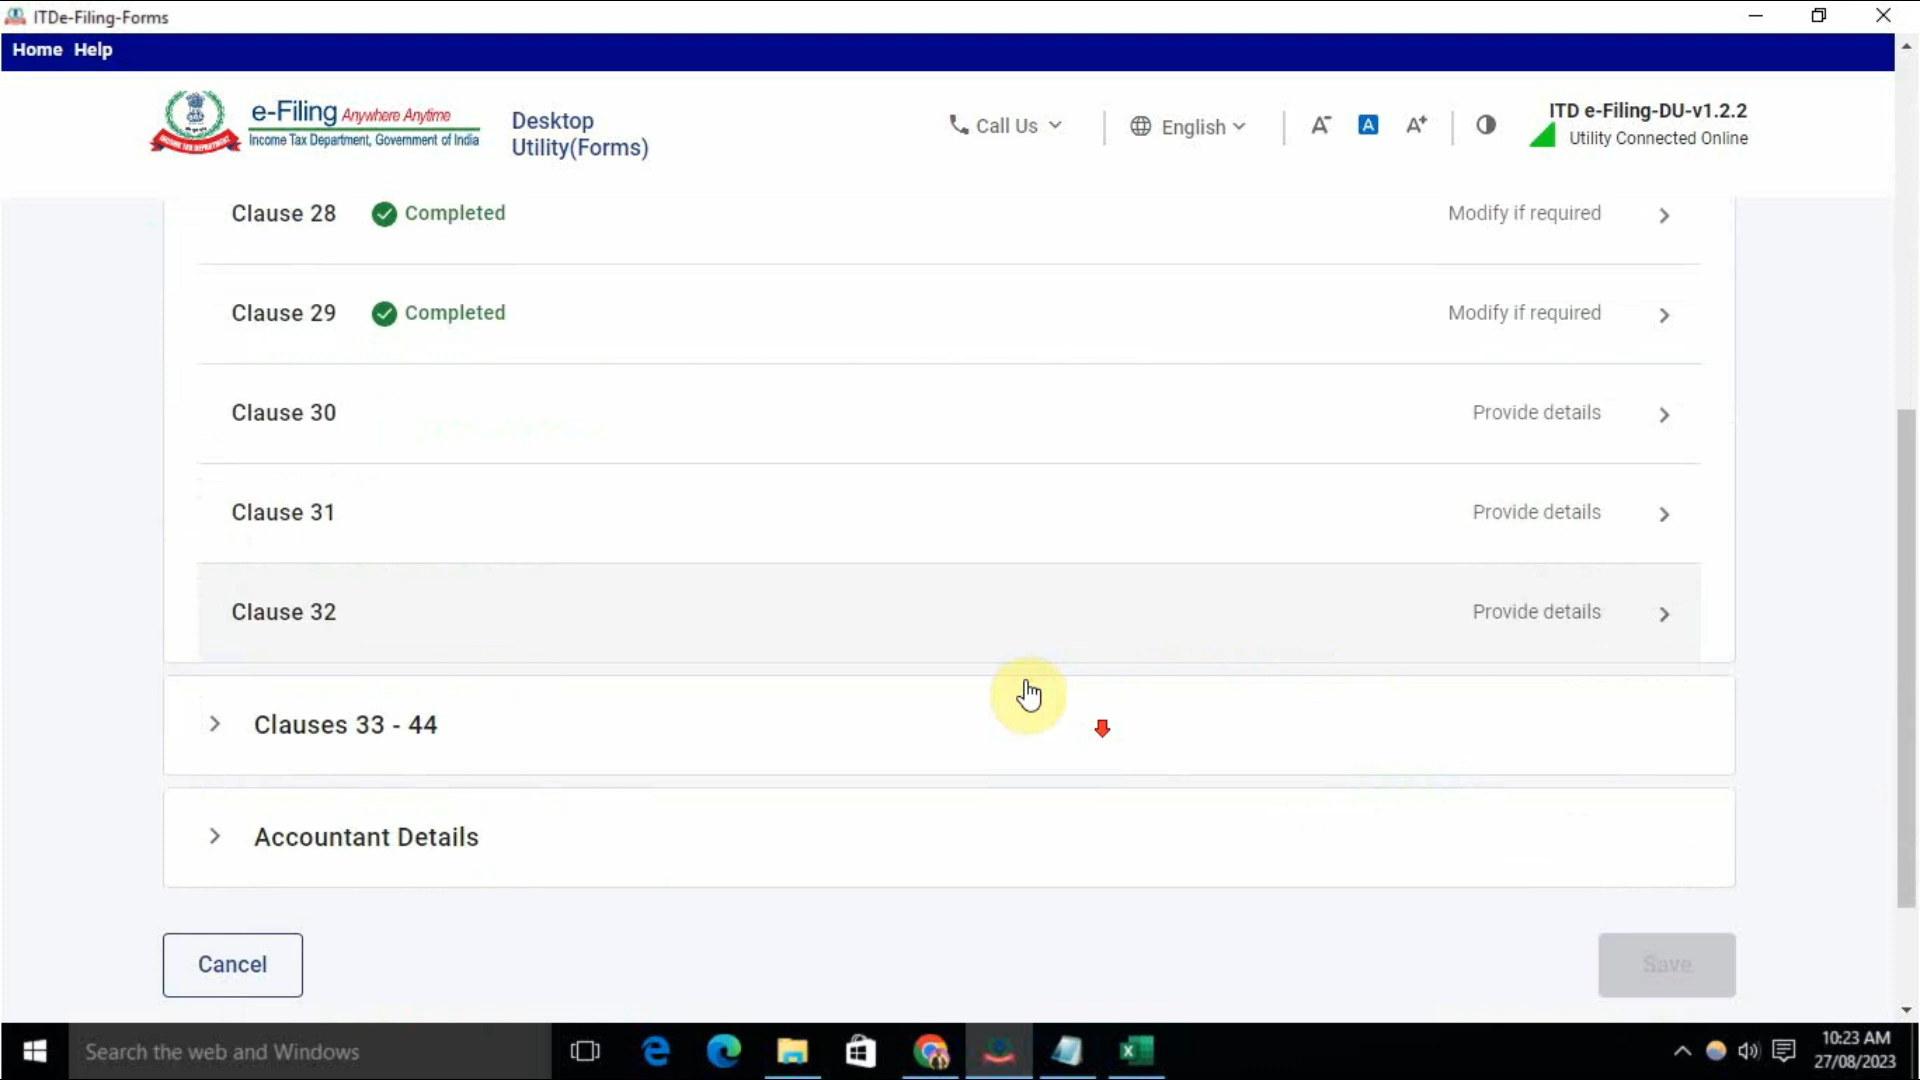 ITDe-Filing-Forms
Home Help
e-Filing Anywhere Anytime
Income Tax Department, Government of India
INCOME TAX DEPARTMENT
Desktop
Utility(Forms)
Call Us
English
A-
A
A+
ITD e-Filing-DU-v1.2.2
Utility Connected Online
Clause 28 Completed Modify if required
Clause 29 Completed Modify if required
Clause 30 Provide details
Clause 31 Provide details
Clause 32 Provide details
Clauses 33 - 44
Accountant Details
Cancel Save
Search the web and Windows
10:23 AM
27/08/2023